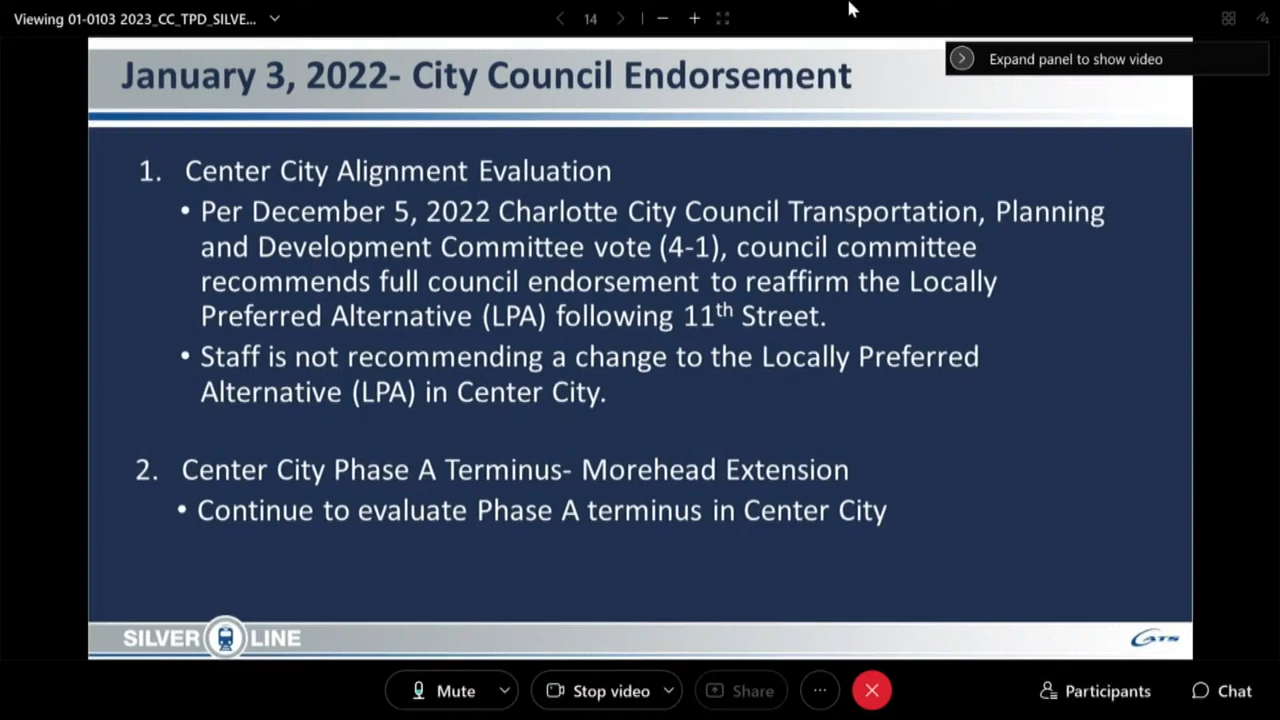 Viewing 01-0103 2023_CC_TPD_SILVE...
14
Expand panel to show video
January 3, 2022- City Council Endorsement
1. Center City Alignment Evaluation
• Per December 5, 2022 Charlotte City Council Transportation, Planning
and Development Committee vote (4-1), council committee
recommends full council endorsement to reaffirm the Locally
Preferred Alternative (LPA) following 11th Street.
• Staff is not recommending a change to the Locally Preferred
Alternative (LPA) in Center City.
2. Center City Phase A Terminus- Morehead Extension
• Continue to evaluate Phase A terminus in Center City
SILVER LINE
CATS
Mute
Stop video
Share
Participants
Chat